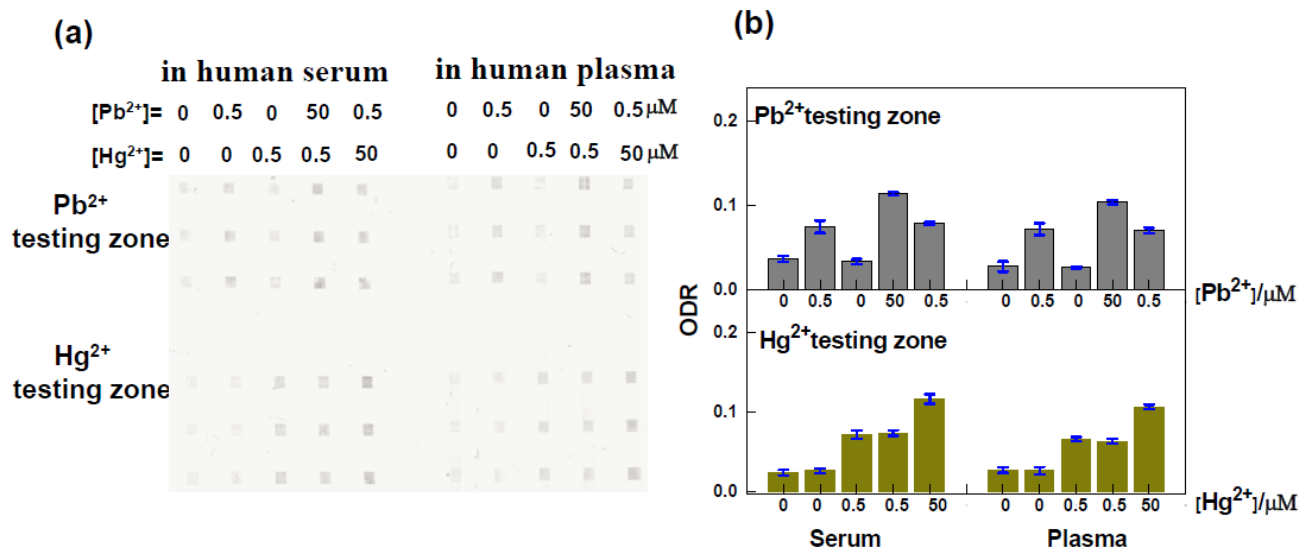 (a)
in human serum in human plasma
[Pb²⁺]= 0 0.5 0 50 0.5 0 0.5 0 50 0.5 μM
[Hg²⁺]= 0 0 0.5 0.5 50 0 0 0.5 0.5 50 μM
Pb²⁺
testing zone
Hg²⁺
testing zone
(b)
ODR
0.2
Pb²⁺testing zone
0.1
0.0
0 0.5 0 50 0.5 0 0.5 0 50 0.5 [Pb²⁺]/μM
0.2
Hg²⁺testing zone
0.1
0.0
0 0 0.5 0.5 50 0 0 0.5 0.5 50 [Hg²⁺]/μM
Serum Plasma